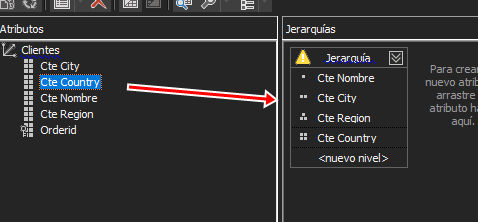 Atributos
Clientes
Cte City
Cte Country
Cte Nombre
Cte Region
Orderid
Jerarquías
Jerarquía
Cte Nombre
Cte City
Cte Region
Cte Country
<nuevo nivel>
Para crear
nuevo atrib
arrastre
atributo ha
aquí.